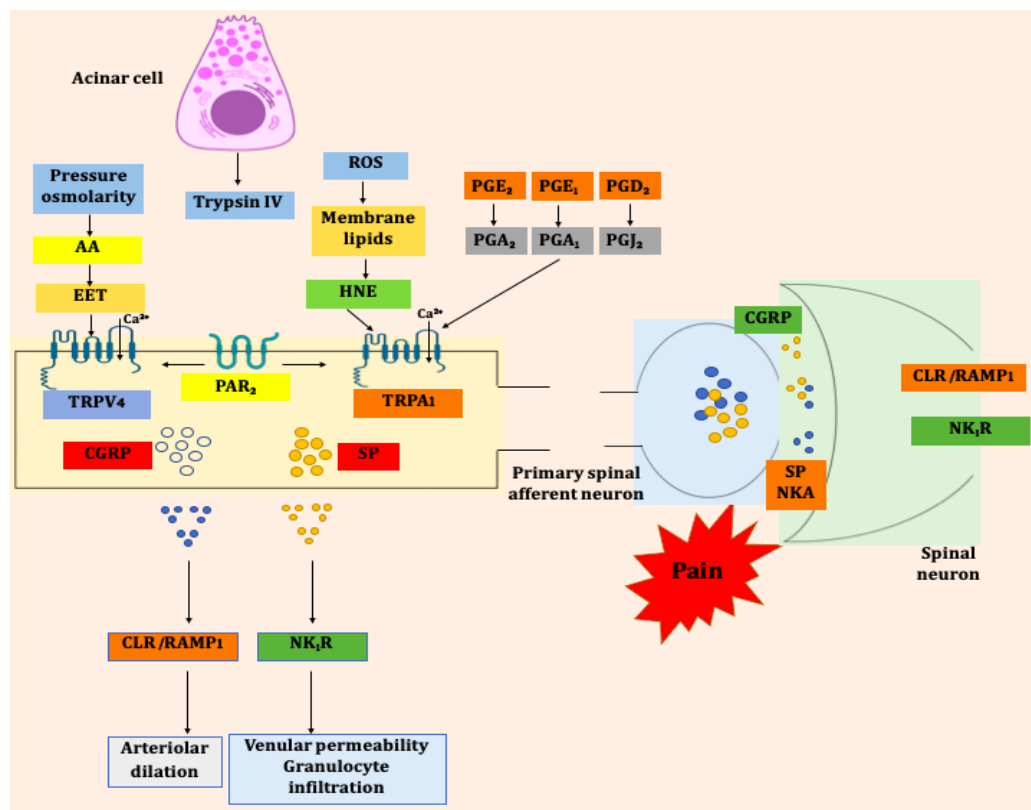 Acinar cell
Pressure
osmolarity
AA
EET
Ca²⁺
Trypsin IV
ROS
Membrane
lipids
HNE
Ca²⁺
PGE₂
PGE₁
PGD₂
PGA₂
PGA₁
PGJ₂
PAR₂
TRPV4
TRPA1
CGRP
SP
CLR/RAMP1
NK₁R
Arteriolar
dilation
Venular permeability
Granulocyte
infiltration
Primary spinal
afferent neuron
CGRP
SP
NKA
Pain
CLR/RAMP1
NK₁R
Spinal
neuron